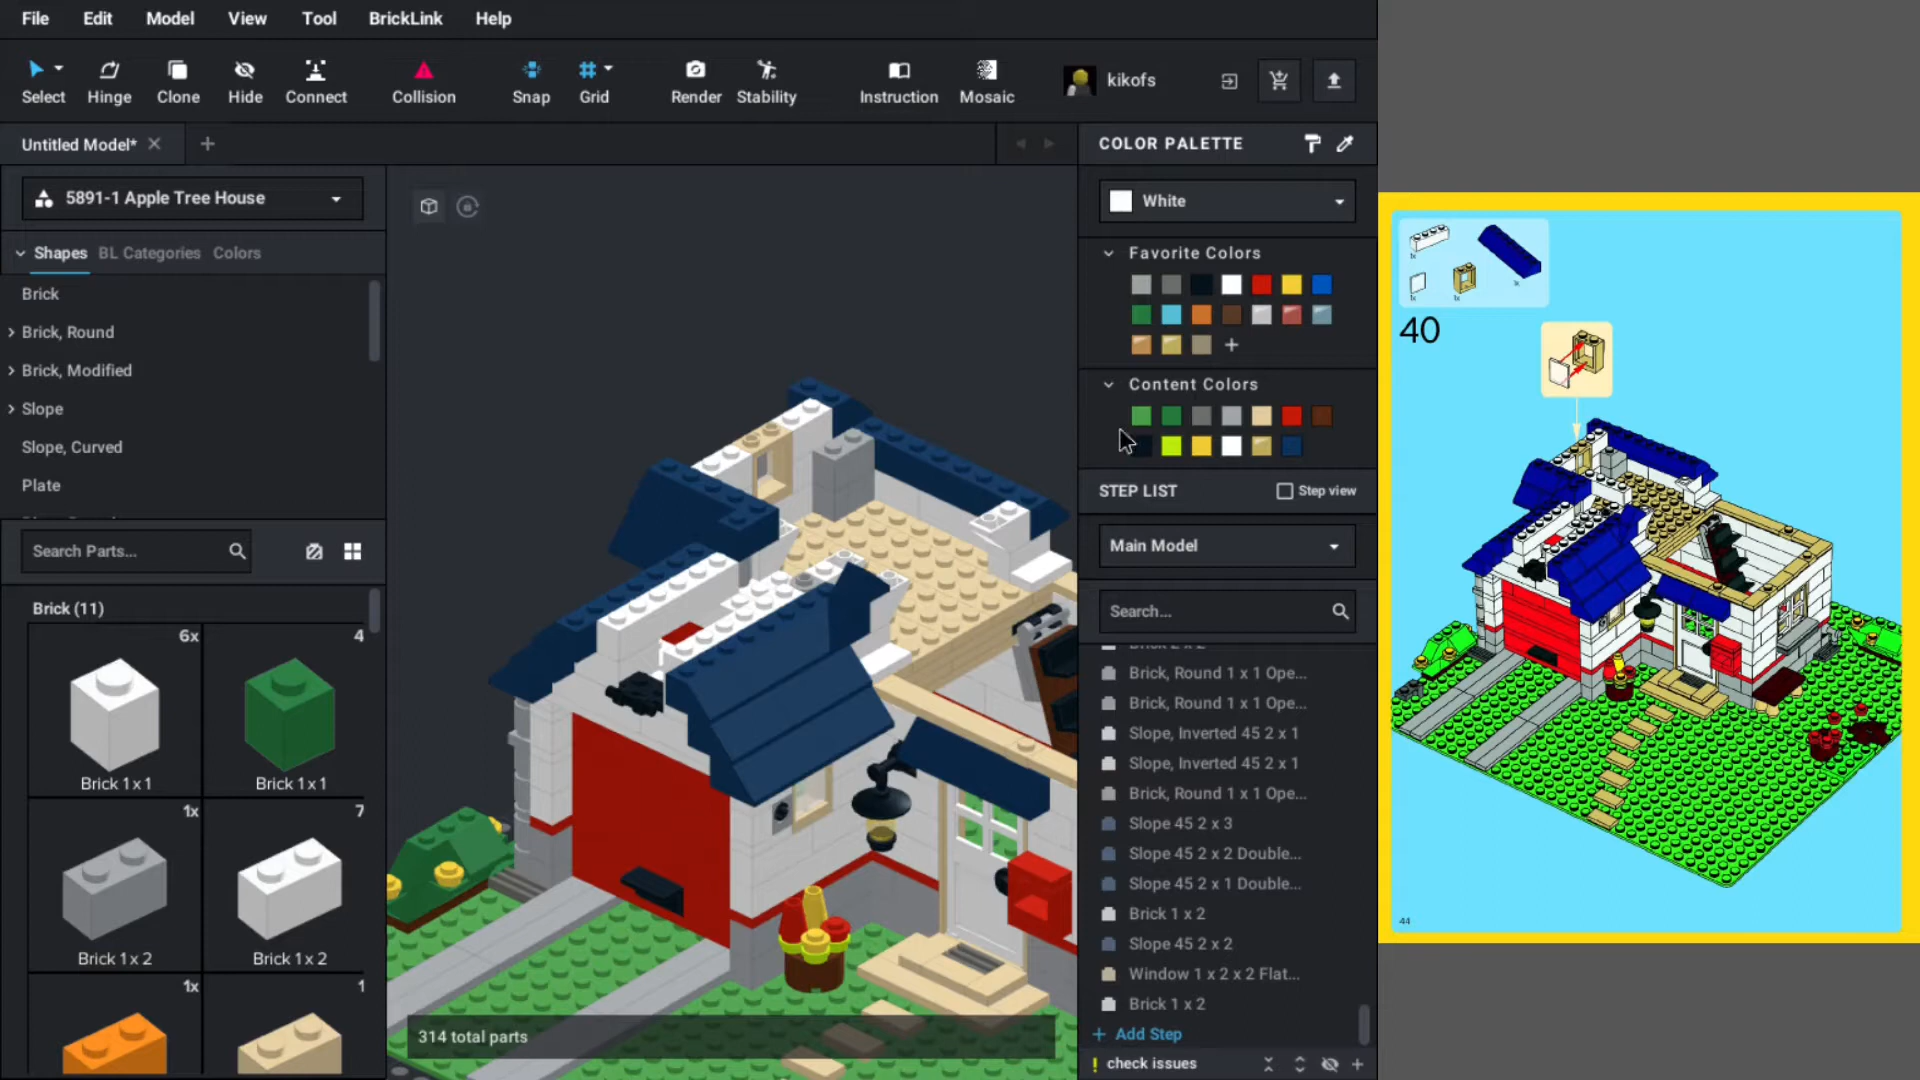 File Edit Model View Tool BrickLink Help
Select Hinge Clone Hide Connect Collision Snap Grid Render Stability Instruction Mosaic kikofs
Untitled Model*
COLOR PALETTE
5891-1 Apple Tree House
White
Shapes BL Categories Colors
Favorite Colors
Brick
Brick, Round
Brick, Modified
Slope
Slope, Curved
Plate
Content Colors
STEP LIST
Step view
Search Parts...
Main Model
Search...
Brick (11)
6x
4
Brick 1 x 1
Brick 1 x 1
1x
7
Brick 1 x 2
Brick 1 x 2
1x
1
Brick, Round 1 x 1 Ope...
Brick, Round 1 x 1 Ope...
Slope, Inverted 45 2 x 1
Slope, Inverted 45 2 x 1
Brick, Round 1 x 1 Ope...
Slope 45 2 x 3
Slope 45 2 x 2 Double...
Slope 45 2 x 1 Double...
Brick 1 x 2
Slope 45 2 x 2
Window 1 x 2 x 2 Flat...
Brick 1 x 2
+ Add Step
! check issues
314 total parts
1x
1x
1x
1x
40
44